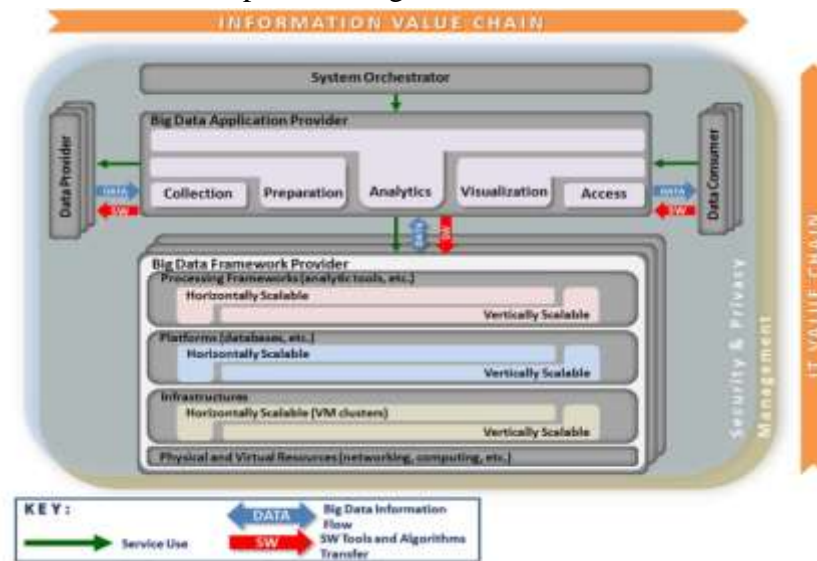 INFORMATION VALUE CHAIN
System Orchestrator
Big Data Application Provider
Collection
Preparation
Analytics
Visualization
Access
Data Provider
DATA
SW
Data Consumer
DATA
SW
DATA
SW
Big Data Framework Provider
Processing Frameworks (analytic tools, etc.)
Horizontally Scalable
Vertically Scalable
Platforms (databases, etc.)
Horizontally Scalable
Vertically Scalable
Infrastructures
Horizontally Scalable (VM clusters)
Vertically Scalable
Physical and Virtual Resources (networking, computing, etc.)
Security & Privacy
Management
IT VALUE CHAIN
KEY:
Service Use
DATA
Big Data Information
Flow
SW
SW Tools and Algorithms
Transfer